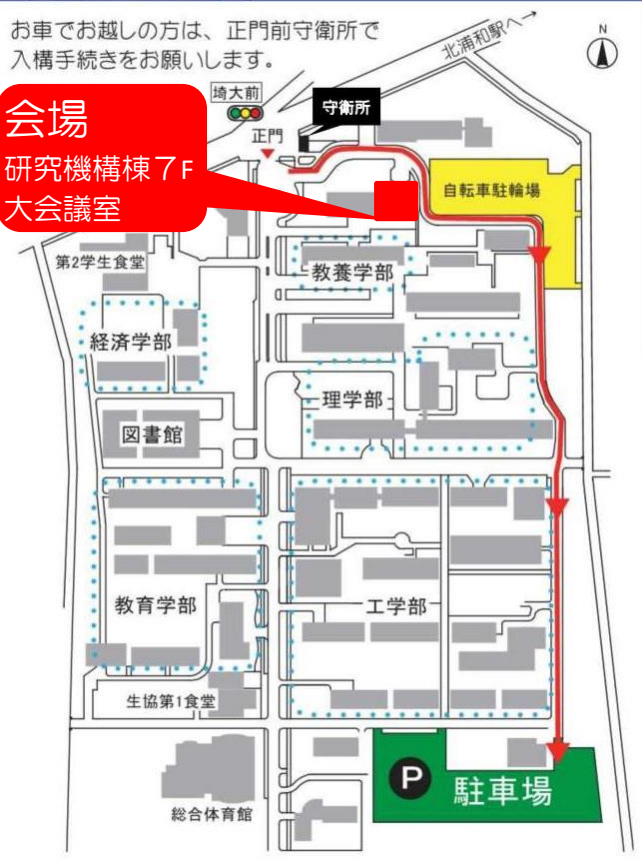 お車でお越しの方は、正門前守衛所で
入構手続きをお願いします。
北浦和駅へ→
N
埼大前
守衛所
正門
会場
研究機構棟7F
大会議室
自転車駐輪場
第2学生食堂
教養学部
経済学部
理学部
図書館
教育学部
工学部
生協第1食堂
総合体育館
P
駐車場